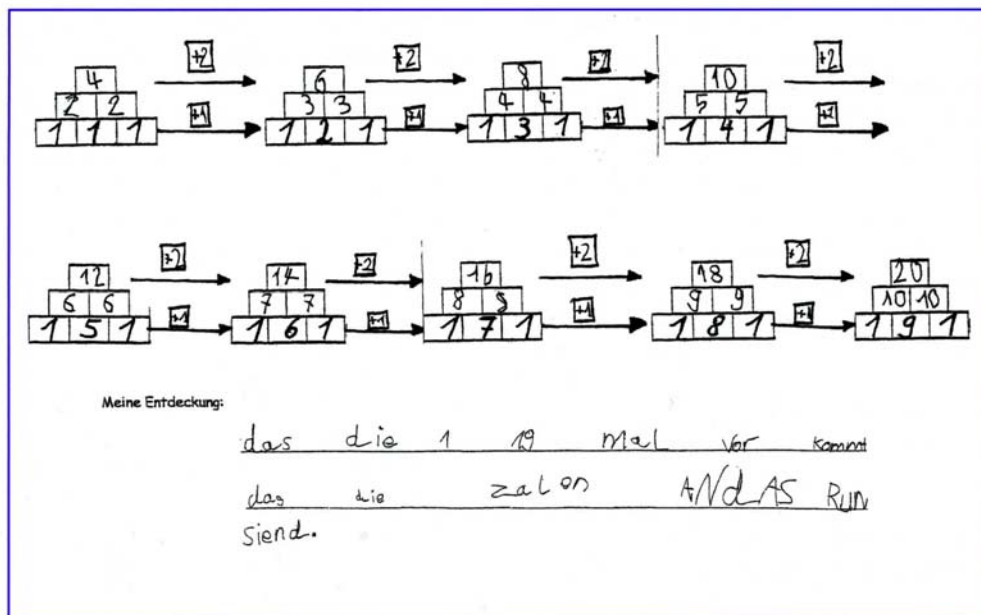 +2 +2 +2 +2
4 6 8 10
2 2 3 3 4 4 5 5
+1 +1 +1 +1
1 1 1 1 2 1 1 3 1 1 4 1
+2 +2 +2 +2
12 14 16 18 20
6 6 7 7 8 8 9 9 10 10
+1 +1 +1 +1
1 5 1 1 6 1 1 7 1 1 8 1 1 9 1
Meine Entdeckung:
das die 1 19 mal vor kommt
das die zalen ANdAS RUN
siend.